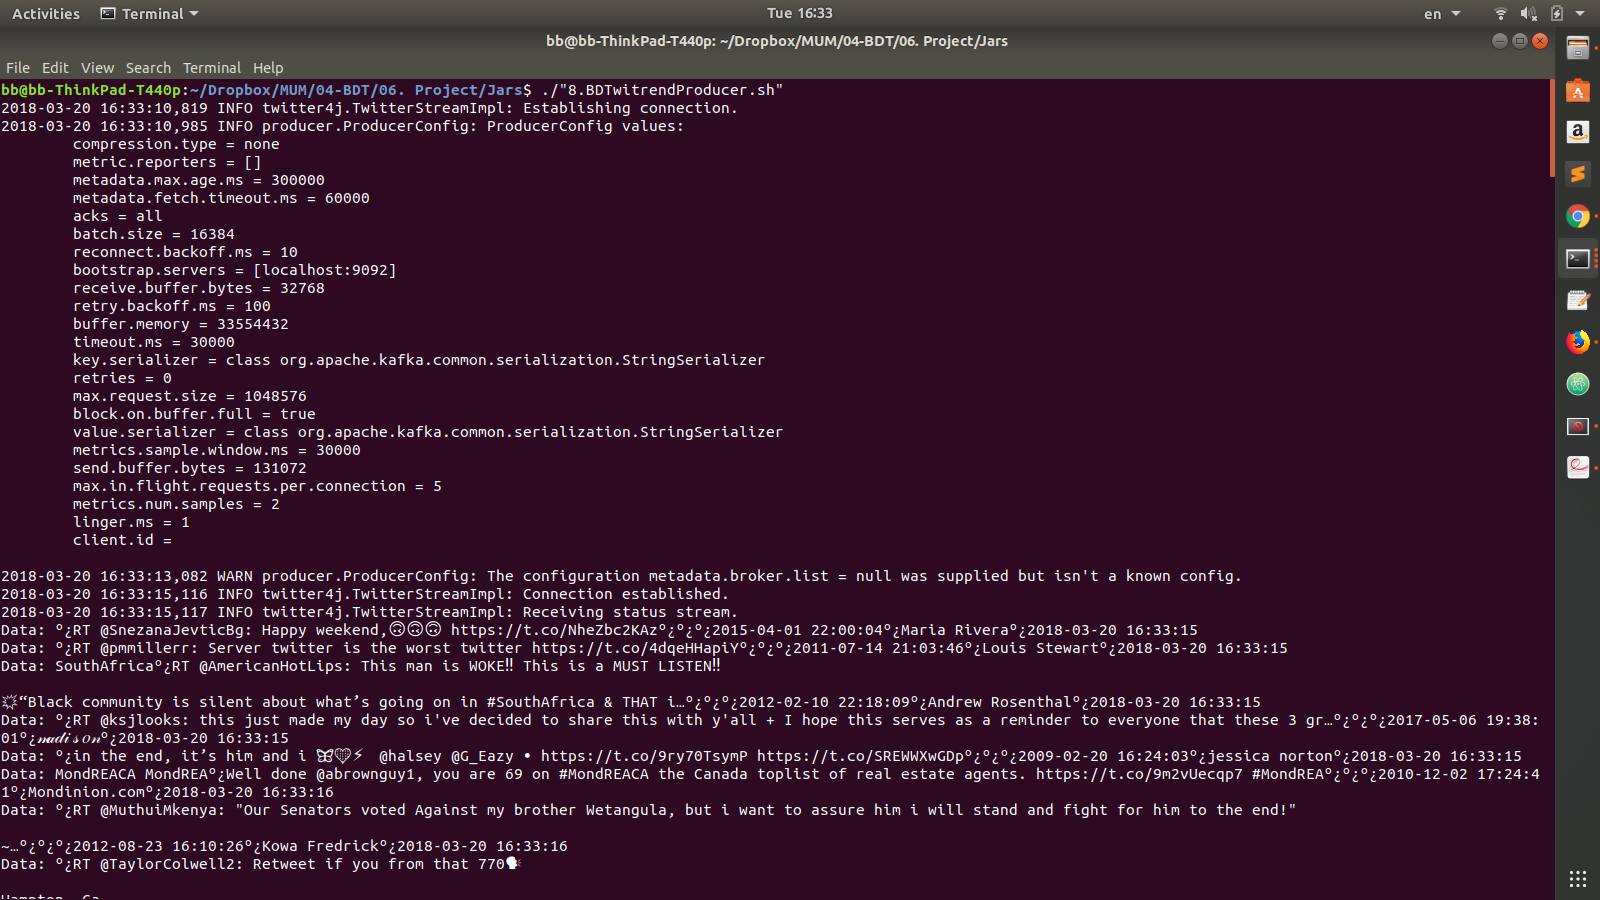 Activities Terminal Tue 16:33 en
bb@bb-ThinkPad-T440p: ~/Dropbox/MUM/04-BDT/06. Project/Jars
File Edit View Search Terminal Help
bb@bb-ThinkPad-T440p:~/Dropbox/MUM/04-BDT/06. Project/Jars$ ./"8.BDTwitrendProducer.sh"
2018-03-20 16:33:10,819 INFO twitter4j.TwitterStreamImpl: Establishing connection.
2018-03-20 16:33:10,985 INFO producer.ProducerConfig: ProducerConfig values:
compression.type = none
metric.reporters = []
metadata.max.age.ms = 300000
metadata.fetch.timeout.ms = 60000
acks = all
batch.size = 16384
reconnect.backoff.ms = 10
bootstrap.servers = [localhost:9092]
receive.buffer.bytes = 32768
retry.backoff.ms = 100
buffer.memory = 33554432
timeout.ms = 30000
key.serializer = class org.apache.kafka.common.serialization.StringSerializer
retries = 0
max.request.size = 1048576
block.on.buffer.full = true
value.serializer = class org.apache.kafka.common.serialization.StringSerializer
metrics.sample.window.ms = 30000
send.buffer.bytes = 131072
max.in.flight.requests.per.connection = 5
metrics.num.samples = 2
linger.ms = 1
client.id =
2018-03-20 16:33:13,082 WARN producer.ProducerConfig: The configuration metadata.broker.list = null was supplied but isn't a known config.
2018-03-20 16:33:15,116 INFO twitter4j.TwitterStreamImpl: Connection established.
2018-03-20 16:33:15,117 INFO twitter4j.TwitterStreamImpl: Receiving status stream.
Data: º¿RT @SnezanaJevticBg: Happy weekend,🙃🙃🙃 https://t.co/NheZbc2KAzº¿º¿º¿2015-04-01 22:00:04º¿Maria Riveraº¿2018-03-20 16:33:15
Data: º¿RT @pmmillerr: Server twitter is the worst twitter https://t.co/4dqeHHapiYº¿º¿º¿2011-07-14 21:03:46º¿Louis Stewartº¿2018-03-20 16:33:15
Data: SouthAfricaº¿RT @AmericanHotLips: This man is WOKE‼ This is a MUST LISTEN‼
💥“Black community is silent about what’s going on in #SouthAfrica & THAT i…º¿º¿º¿2012-02-10 22:18:09º¿Andrew Rosenthalº¿2018-03-20 16:33:15
Data: º¿RT @ksjlooks: this just made my day so i've decided to share this with y'all + I hope this serves as a reminder to everyone that these 3 gr…º¿º¿º¿2017-05-06 19:38:
01º¿𝓶𝓪𝓭𝓲𝓼𝓸𝓷º¿2018-03-20 16:33:15
Data: º¿in the end, it’s him and i 🦋💛⚡ @halsey @G_Eazy • https://t.co/9ry70TsymP https://t.co/SREWWXwGDpº¿º¿º¿2009-02-20 16:24:03º¿jessica nortonº¿2018-03-20 16:33:15
Data: MondREACA MondREAº¿Well done @abrownguy1, you are 69 on #MondREACA the Canada toplist of real estate agents. https://t.co/9m2vUecqp7 #MondREAº¿º¿º¿2010-12-02 17:24:4
1º¿Mondinion.comº¿2018-03-20 16:33:16
Data: º¿RT @MuthuiMkenya: "Our Senators voted Against my brother Wetangula, but i want to assure him i will stand and fight for him to the end!"
~…º¿º¿º¿2012-08-23 16:10:26º¿Kowa Fredrickº¿2018-03-20 16:33:16
Data: º¿RT @TaylorColwell2: Retweet if you from that 770🗣